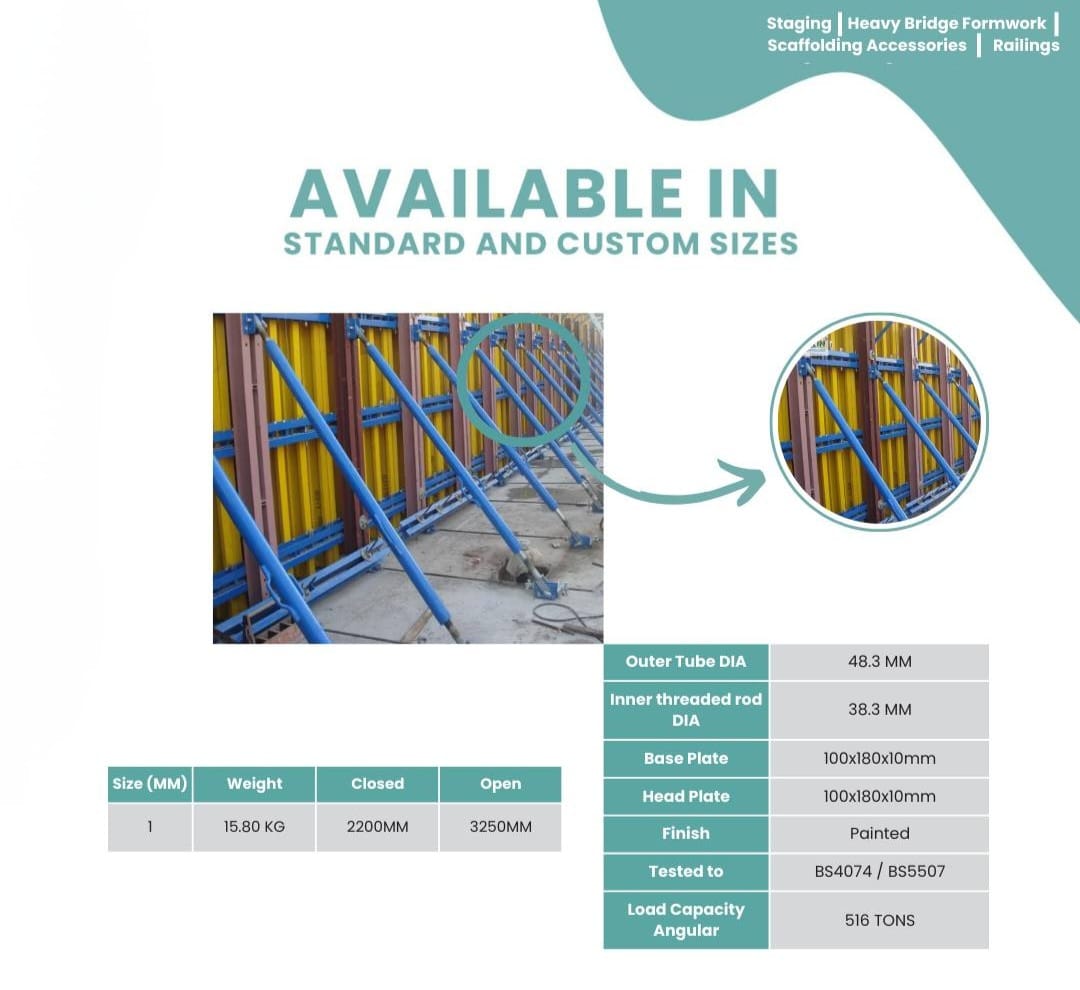 Staging | Heavy Bridge Formwork |
Scaffolding Accessories | Railings
AVAILABLE IN
STANDARD AND CUSTOM SIZES
Outer Tube DIA 48.3 MM
Inner threaded rod
DIA 38.3 MM
Base Plate 100x180x10mm
Head Plate 100x180x10mm
Finish Painted
Tested to BS4074 / BS5507
Load Capacity
Angular 516 TONS
Size (MM) Weight Closed Open
1 15.80 KG 2200MM 3250MM